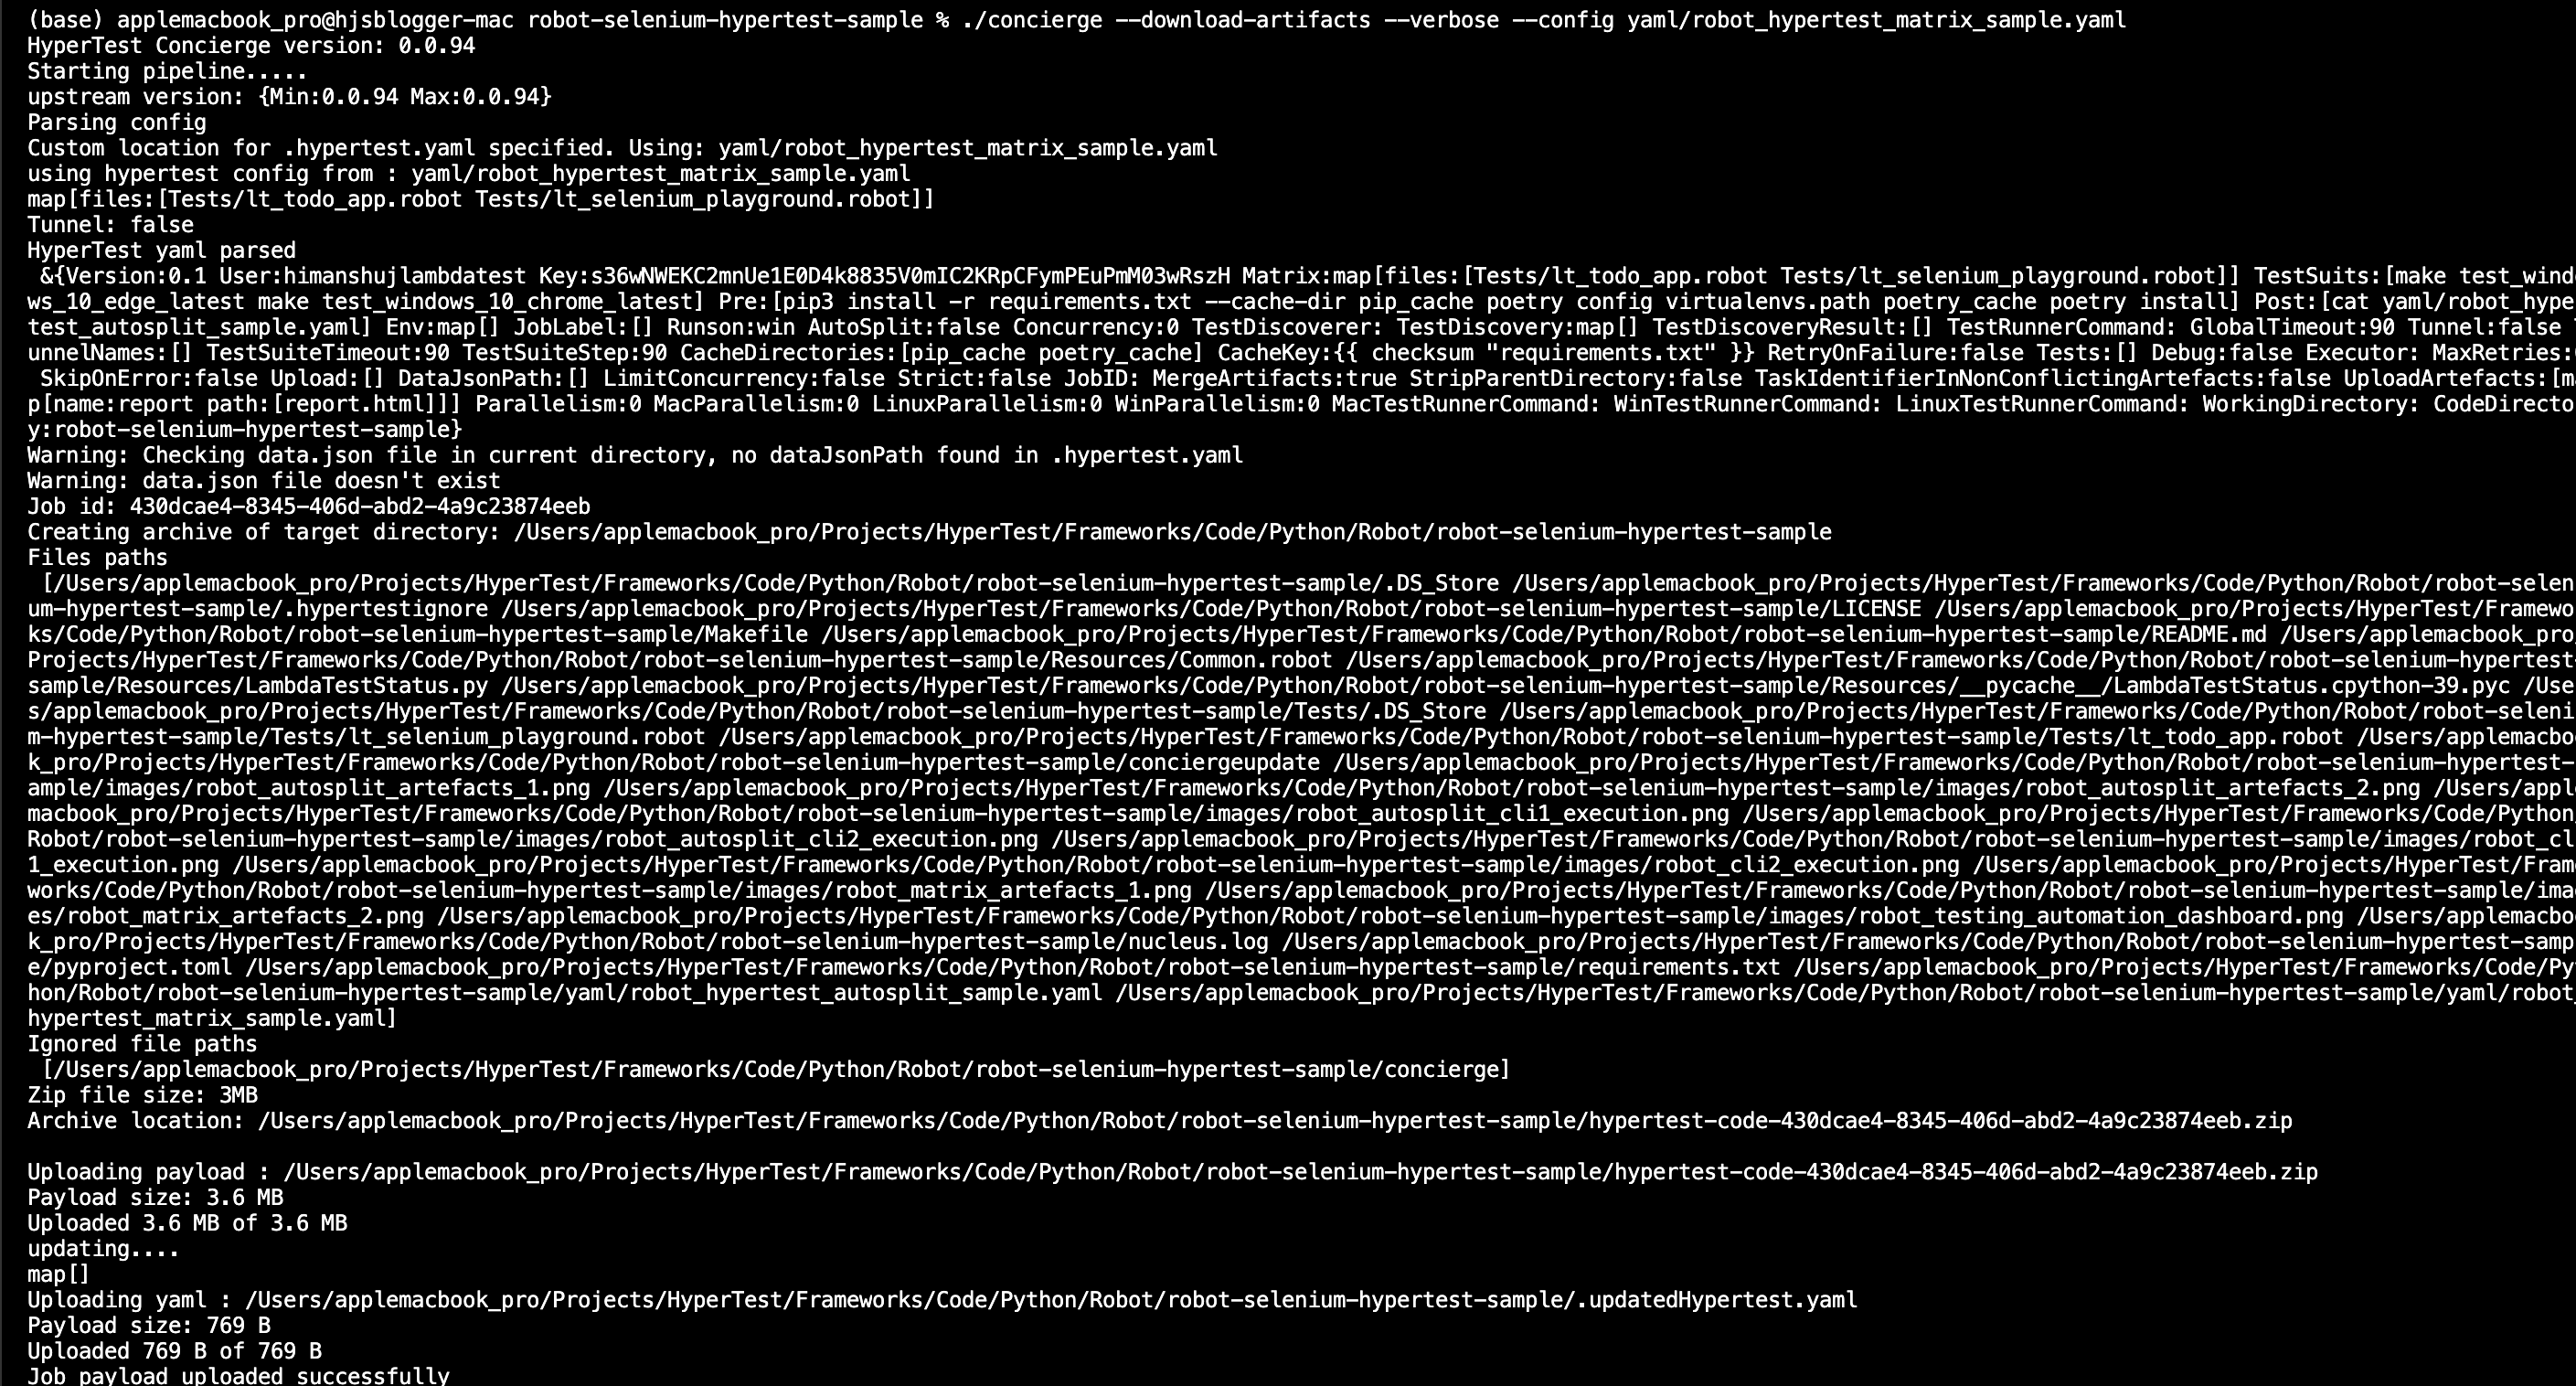 (base) applemacbook_pro@hjsblogger-mac robot-selenium-hypertest-sample % ./concierge --download-artifacts --verbose --config yaml/robot_hypertest_matrix_sample.yaml
HyperTest Concierge version: 0.0.94
Starting pipeline.....
upstream version: {Min:0.0.94 Max:0.0.94}
Parsing config
Custom location for .hypertest.yaml specified. Using: yaml/robot_hypertest_matrix_sample.yaml
using hypertest config from : yaml/robot_hypertest_matrix_sample.yaml
map[files:[Tests/lt_todo_app.robot Tests/lt_selenium_playground.robot]]
Tunnel: false
HyperTest yaml parsed
&{Version:0.1 User:himanshujlambdatest Key:s36wNWEKC2mnUe1E0D4k8835V0mIC2KRpCFymPEuPmM03wRszH Matrix:map[files:[Tests/lt_todo_app.robot Tests/lt_selenium_playground.robot]] TestSuits:[make test_wind
ws_10_edge_latest make test_windows_10_chrome_latest] Pre:[pip3 install -r requirements.txt --cache-dir pip_cache poetry config virtualenvs.path poetry_cache poetry install] Post:[cat yaml/robot_hype
test_autosplit_sample.yaml] Env:map[] JobLabel:[] Runson:win AutoSplit:false Concurrency:0 TestDiscoverer: TestDiscovery:map[] TestDiscoveryResult:[] TestRunnerCommand: GlobalTimeout:90 Tunnel:false
unnelNames:[] TestSuiteTimeout:90 TestSuiteStep:90 CacheDirectories:[pip_cache poetry_cache] CacheKey:{{ checksum "requirements.txt" }} RetryOnFailure:false Tests:[] Debug:false Executor: MaxRetries:
SkipOnError:false Upload:[] DataJsonPath:[] LimitConcurrency:false Strict:false JobID: MergeArtifacts:true StripParentDirectory:false TaskIdentifierInNonConflictingArtefacts:false UploadArtefacts:[m
p[name:report path:[report.html]]] Parallelism:0 MacParallelism:0 LinuxParallelism:0 WinParallelism:0 MacTestRunnerCommand: WinTestRunnerCommand: LinuxTestRunnerCommand: WorkingDirectory: CodeDirecto
y:robot-selenium-hypertest-sample}
Warning: Checking data.json file in current directory, no dataJsonPath found in .hypertest.yaml
Warning: data.json file doesn't exist
Job id: 430dcae4-8345-406d-abd2-4a9c23874eeb
Creating archive of target directory: /Users/applemacbook_pro/Projects/HyperTest/Frameworks/Code/Python/Robot/robot-selenium-hypertest-sample
Files paths
[/Users/applemacbook_pro/Projects/HyperTest/Frameworks/Code/Python/Robot/robot-selenium-hypertest-sample/.DS_Store /Users/applemacbook_pro/Projects/HyperTest/Frameworks/Code/Python/Robot/robot-selen
um-hypertest-sample/.hypertestignore /Users/applemacbook_pro/Projects/HyperTest/Frameworks/Code/Python/Robot/robot-selenium-hypertest-sample/LICENSE /Users/applemacbook_pro/Projects/HyperTest/Framewo
ks/Code/Python/Robot/robot-selenium-hypertest-sample/Makefile /Users/applemacbook_pro/Projects/HyperTest/Frameworks/Code/Python/Robot/robot-selenium-hypertest-sample/README.md /Users/applemacbook_pro
Projects/HyperTest/Frameworks/Code/Python/Robot/robot-selenium-hypertest-sample/Resources/Common.robot /Users/applemacbook_pro/Projects/HyperTest/Frameworks/Code/Python/Robot/robot-selenium-hypertest
sample/Resources/LambdaTestStatus.py /Users/applemacbook_pro/Projects/HyperTest/Frameworks/Code/Python/Robot/robot-selenium-hypertest-sample/Resources/__pycache__/LambdaTestStatus.cpython-39.pyc /Use
s/applemacbook_pro/Projects/HyperTest/Frameworks/Code/Python/Robot/robot-selenium-hypertest-sample/Tests/.DS_Store /Users/applemacbook_pro/Projects/HyperTest/Frameworks/Code/Python/Robot/robot-seleni
m-hypertest-sample/Tests/lt_selenium_playground.robot /Users/applemacbook_pro/Projects/HyperTest/Frameworks/Code/Python/Robot/robot-selenium-hypertest-sample/Tests/lt_todo_app.robot /Users/applemacbo
k_pro/Projects/HyperTest/Frameworks/Code/Python/Robot/robot-selenium-hypertest-sample/conciergeupdate /Users/applemacbook_pro/Projects/HyperTest/Frameworks/Code/Python/Robot/robot-selenium-hypertest-
ample/images/robot_autosplit_artefacts_1.png /Users/applemacbook_pro/Projects/HyperTest/Frameworks/Code/Python/Robot/robot-selenium-hypertest-sample/images/robot_autosplit_artefacts_2.png /Users/appl
macbook_pro/Projects/HyperTest/Frameworks/Code/Python/Robot/robot-selenium-hypertest-sample/images/robot_autosplit_cli1_execution.png /Users/applemacbook_pro/Projects/HyperTest/Frameworks/Code/Python
Robot/robot-selenium-hypertest-sample/images/robot_autosplit_cli2_execution.png /Users/applemacbook_pro/Projects/HyperTest/Frameworks/Code/Python/Robot/robot-selenium-hypertest-sample/images/robot_cl
1_execution.png /Users/applemacbook_pro/Projects/HyperTest/Frameworks/Code/Python/Robot/robot-selenium-hypertest-sample/images/robot_cli2_execution.png /Users/applemacbook_pro/Projects/HyperTest/Fram
works/Code/Python/Robot/robot-selenium-hypertest-sample/images/robot_matrix_artefacts_1.png /Users/applemacbook_pro/Projects/HyperTest/Frameworks/Code/Python/Robot/robot-selenium-hypertest-sample/ima
es/robot_matrix_artefacts_2.png /Users/applemacbook_pro/Projects/HyperTest/Frameworks/Code/Python/Robot/robot-selenium-hypertest-sample/images/robot_testing_automation_dashboard.png /Users/applemacbo
k_pro/Projects/HyperTest/Frameworks/Code/Python/Robot/robot-selenium-hypertest-sample/nucleus.log /Users/applemacbook_pro/Projects/HyperTest/Frameworks/Code/Python/Robot/robot-selenium-hypertest-samp
e/pyproject.toml /Users/applemacbook_pro/Projects/HyperTest/Frameworks/Code/Python/Robot/robot-selenium-hypertest-sample/requirements.txt /Users/applemacbook_pro/Projects/HyperTest/Frameworks/Code/Py
hon/Robot/robot-selenium-hypertest-sample/yaml/robot_hypertest_autosplit_sample.yaml /Users/applemacbook_pro/Projects/HyperTest/Frameworks/Code/Python/Robot/robot-selenium-hypertest-sample/yaml/robot_
hypertest_matrix_sample.yaml]
Ignored file paths
[/Users/applemacbook_pro/Projects/HyperTest/Frameworks/Code/Python/Robot/robot-selenium-hypertest-sample/concierge]
Zip file size: 3MB
Archive location: /Users/applemacbook_pro/Projects/HyperTest/Frameworks/Code/Python/Robot/robot-selenium-hypertest-sample/hypertest-code-430dcae4-8345-406d-abd2-4a9c23874eeb.zip
Uploading payload : /Users/applemacbook_pro/Projects/HyperTest/Frameworks/Code/Python/Robot/robot-selenium-hypertest-sample/hypertest-code-430dcae4-8345-406d-abd2-4a9c23874eeb.zip
Payload size: 3.6 MB
Uploaded 3.6 MB of 3.6 MB
updating....
map[]
Uploading yaml : /Users/applemacbook_pro/Projects/HyperTest/Frameworks/Code/Python/Robot/robot-selenium-hypertest-sample/.updatedHypertest.yaml
Payload size: 769 B
Uploaded 769 B of 769 B
Job payload uploaded successfully